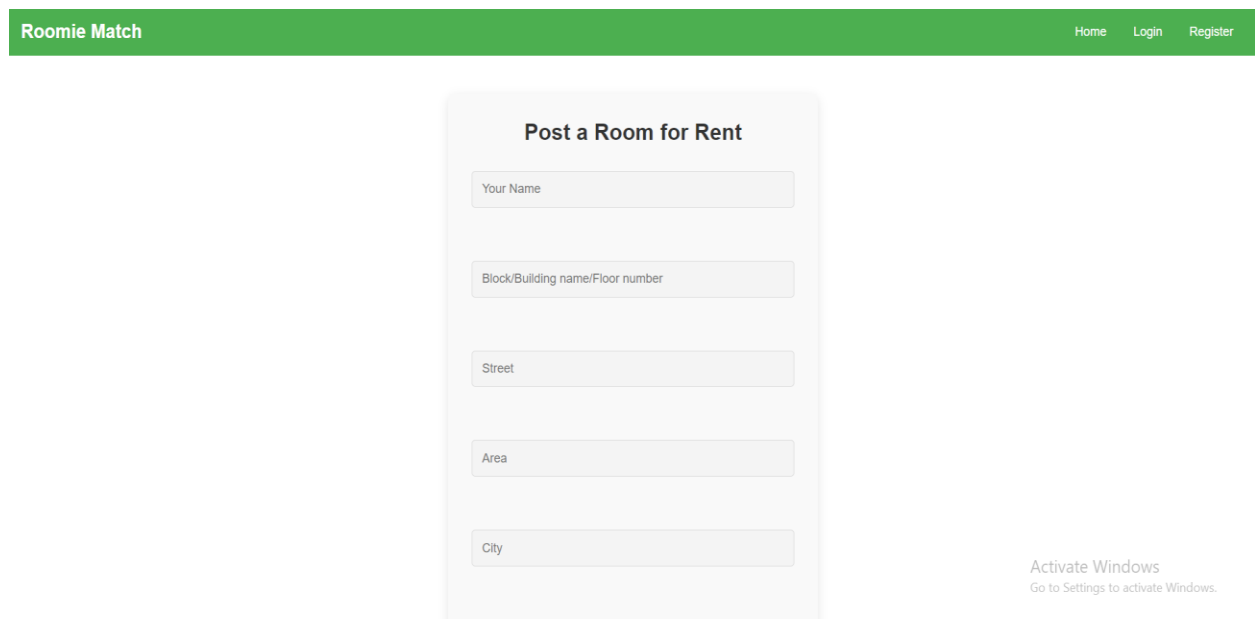 Roomie Match
Home Login Register
Post a Room for Rent
Your Name
Block/Building name/Floor number
Street
Area
City
Activate Windows
Go to Settings to activate Windows.